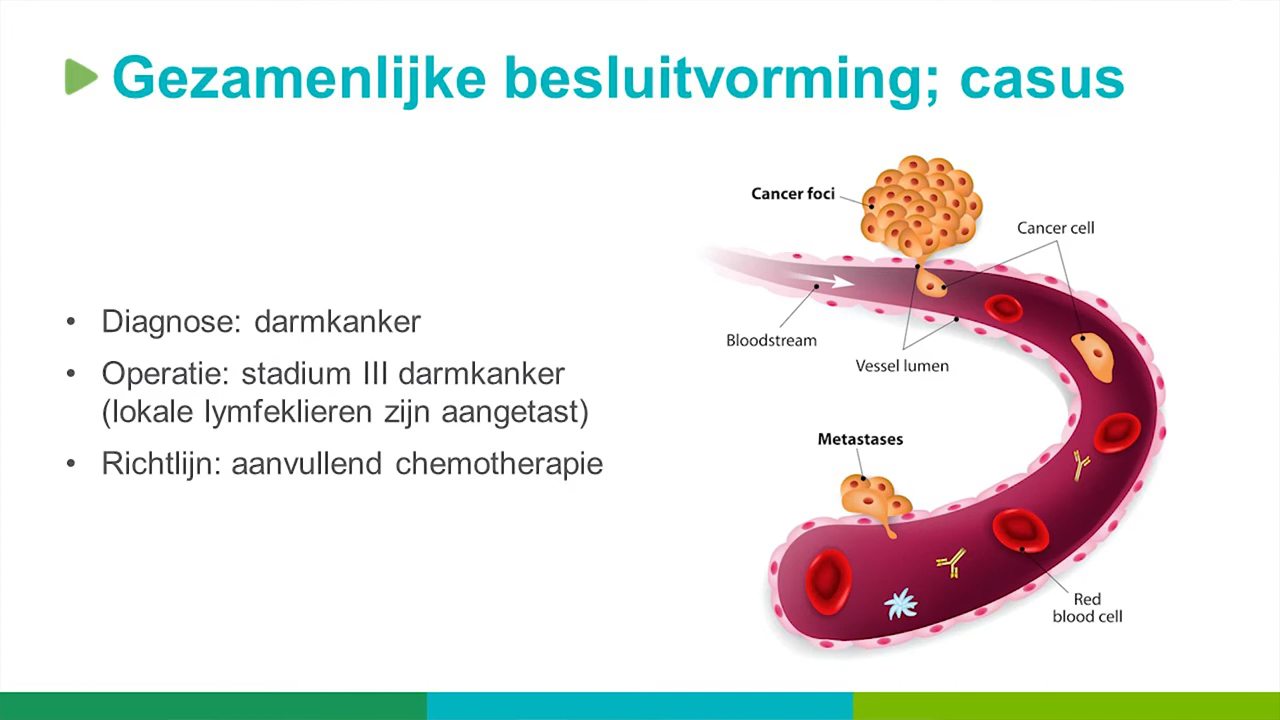 Gezamenlijke besluitvorming; casus
• Diagnose: darmkanker
• Operatie: stadium III darmkanker
(lokale lymfeklieren zijn aangetast)
• Richtlijn: aanvullend chemotherapie
Cancer foci
Cancer cell
Bloodstream
Vessel lumen
Metastases
Red
blood cell